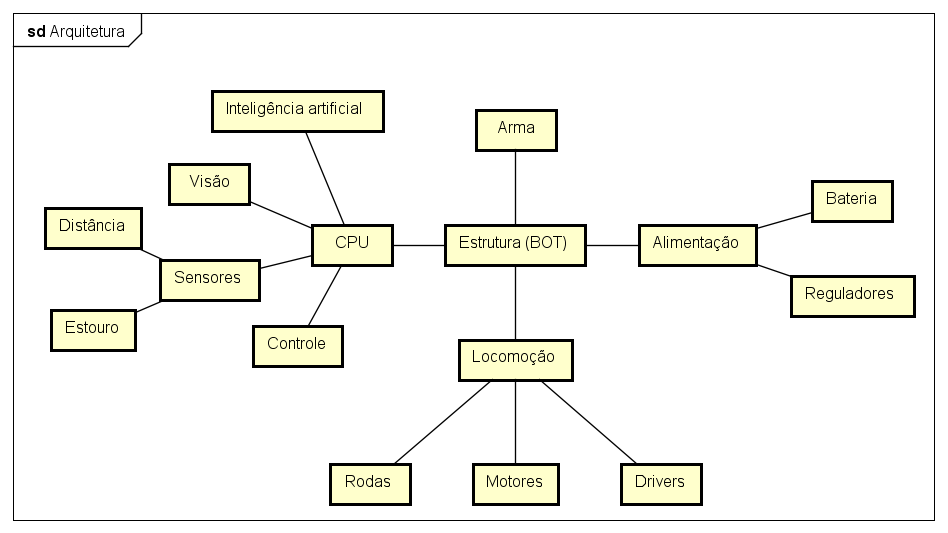 sd Arquitetura
Inteligência artificial
Arma
Visão
Bateria
Distância
CPU
Estrutura (BOT)
Alimentação
Sensores
Reguladores
Estouro
Controle
Locomoção
Rodas
Motores
Drivers